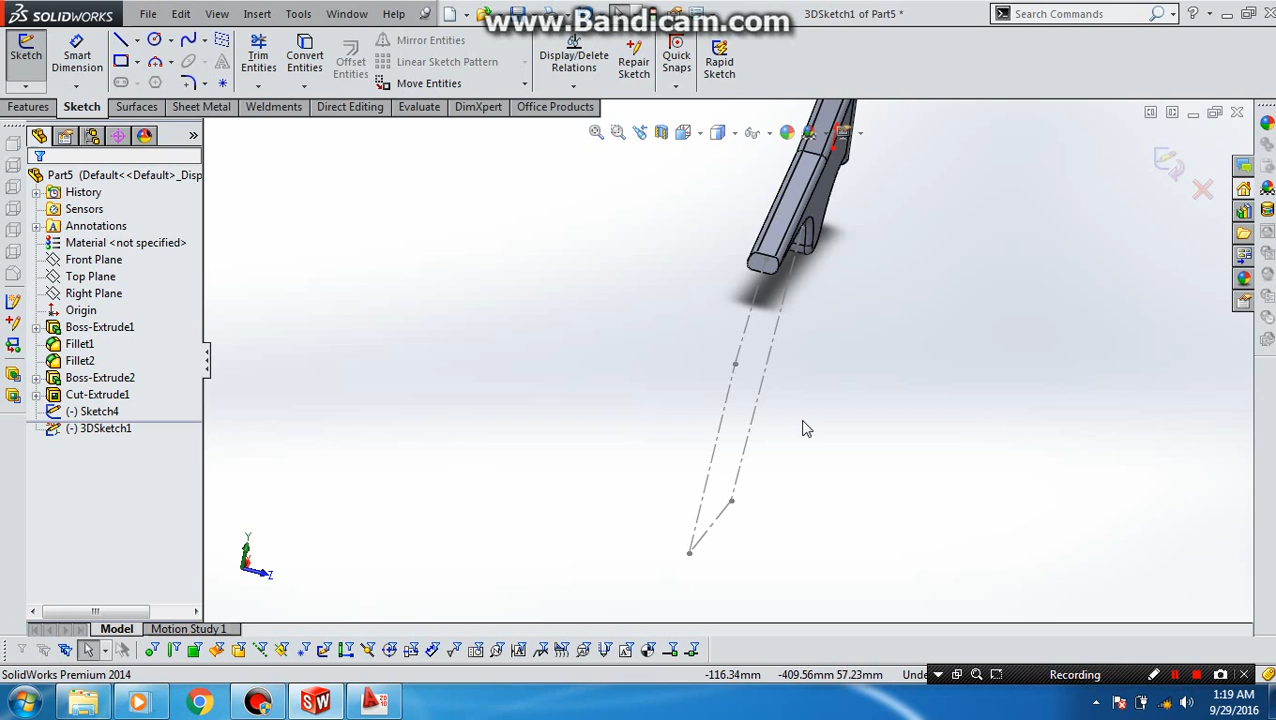 SOLIDWORKS
File
Edit
View
Insert
Tools
Window
Help
www.Bandicam.com
3DSketch1 of Part5 *
Search Commands
Sketch
Smart
Dimension
Trim
Entities
Convert
Entities
Offset
Entities
Mirror Entities
Linear Sketch Pattern
Move Entities
Display/Delete
Relations
Repair
Sketch
Quick
Snaps
Rapid
Sketch
Features
Sketch
Surfaces
Sheet Metal
Weldments
Direct Editing
Evaluate
DimXpert
Office Products
Part5 (Default<<Default>_Disp
History
Sensors
Annotations
Material <not specified>
Front Plane
Top Plane
Right Plane
Origin
Boss-Extrude1
Fillet1
Fillet2
Boss-Extrude2
Cut-Extrude1
(-) Sketch4
(-) 3DSketch1
Y
Z
Model
Motion Study 1
SolidWorks Premium 2014
-116.34mm
-409.56mm 57.23mm
Unde
Recording
1:19 AM
9/29/2016